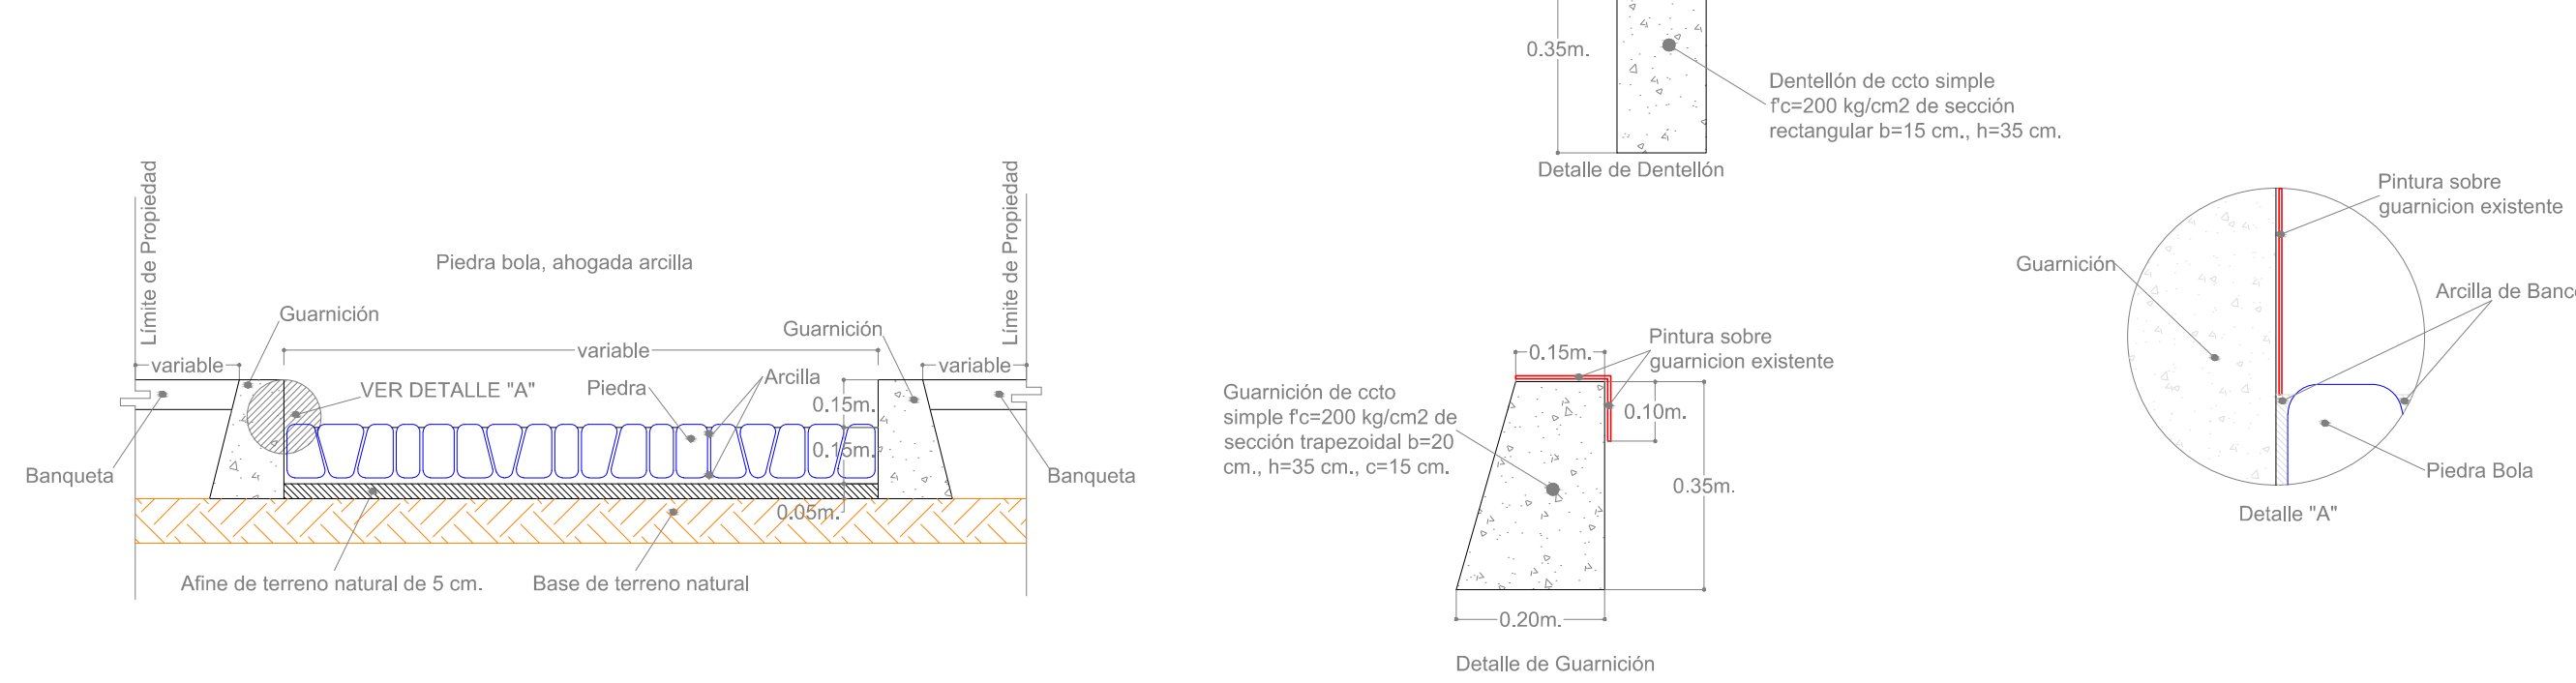 Límite de Propiedad
Límite de Propiedad
Piedra bola, ahogada arcilla
Guarnición
Guarnición
variable
variable
variable
VER DETALLE "A"
Piedra
Arcilla
0.15m.
0.15m.
0.05m.
Banqueta
Banqueta
Afine de terreno natural de 5 cm.
Base de terreno natural
0.35m.
Dentellón de ccto simple
f'c=200 kg/cm2 de sección
rectangular b=15 cm., h=35 cm.
Detalle de Dentellón
Pintura sobre
guarnicion existente
0.15m.
0.10m.
Guarnición de ccto
simple f'c=200 kg/cm2 de
sección trapezoidal b=20
cm., h=35 cm., c=15 cm.
0.35m.
0.20m.
Detalle de Guarnición
Pintura sobre
guarnicion existente
Guarnición
Arcilla de Banc
Piedra Bola
Detalle "A"